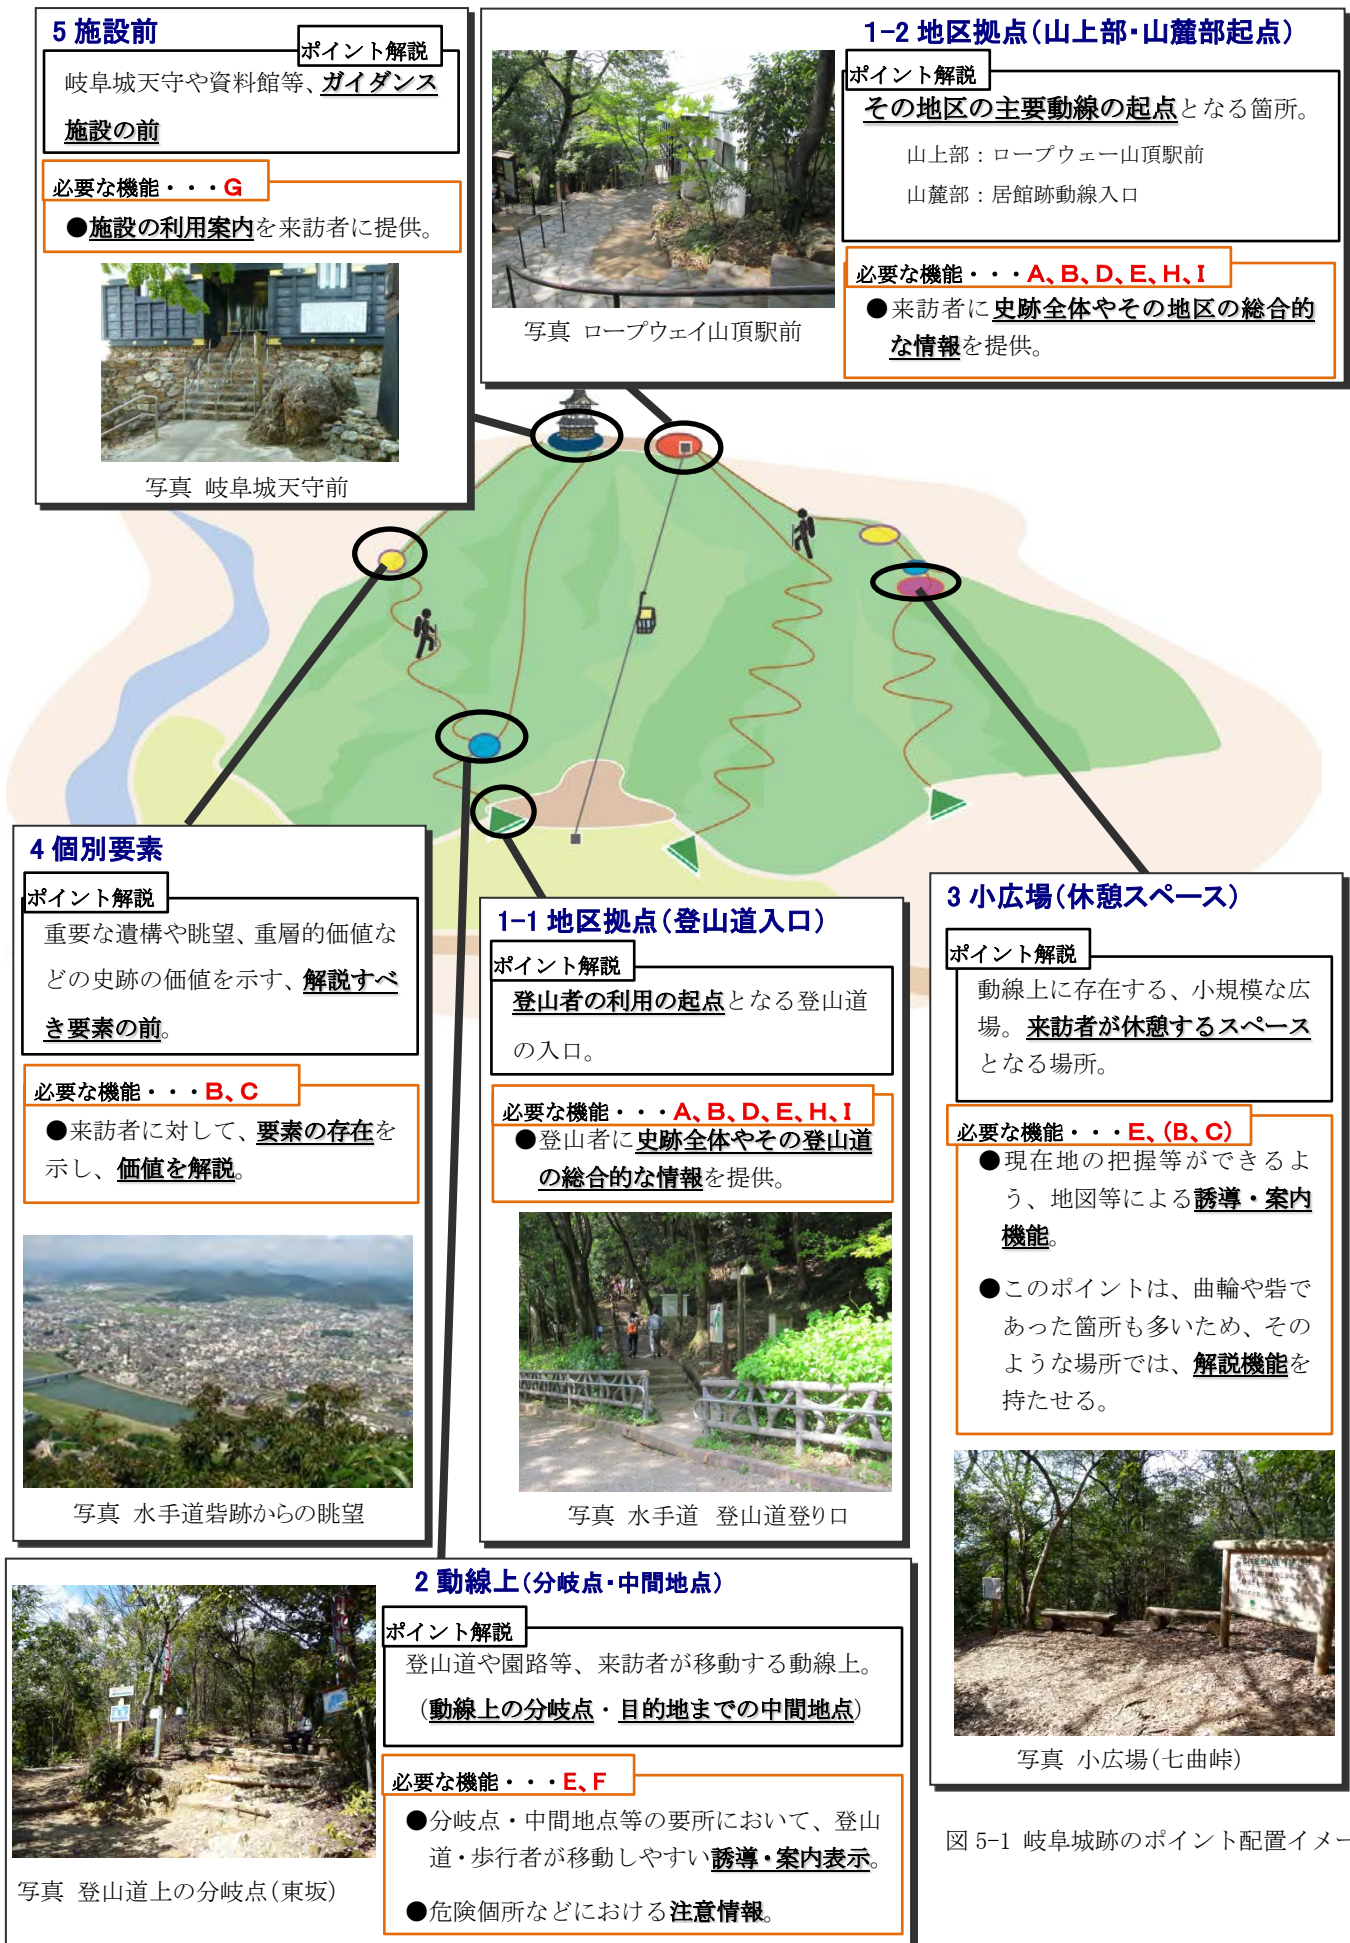 5 施設前
ポイント解説
岐阜城天守や資料館等、ガイダンス
施設の前
必要な機能・・・G
●施設の利用案内を来訪者に提供。
写真 岐阜城天守前
1-2 地区拠点(山上部・山麓部起点)
ポイント解説
その地区の主要動線の起点となる箇所。
山上部：ロープウェー山頂駅前
山麓部：居館跡動線入口
必要な機能・・・A、B、D、E、H、I
●来訪者に史跡全体やその地区の総合的
な情報を提供。
写真 ロープウェイ山頂駅前
4 個別要素
ポイント解説
重要な遺構や眺望、重層的価値な
どの史跡の価値を示す、解説すべ
き要素の前。
必要な機能・・・B、C
●来訪者に対して、要素の存在を
示し、価値を解説。
写真 水手道砦跡からの眺望
1-1 地区拠点(登山道入口)
ポイント解説
登山者の利用の起点となる登山道
の入口。
必要な機能・・・A、B、D、E、H、I
●登山者に史跡全体やその登山道
の総合的な情報を提供。
写真 水手道 登山道登り口
3 小広場(休憩スペース)
ポイント解説
動線上に存在する、小規模な広
場。来訪者が休憩するスペース
となる場所。
必要な機能・・・E、(B、C)
●現在地の把握等ができるよ
う、地図等による誘導・案内
機能。
●このポイントは、曲輪や砦で
あった箇所も多いため、その
ような場所では、解説機能を
持たせる。
写真 小広場(七曲峠)
2 動線上(分岐点・中間地点)
ポイント解説
登山道や園路等、来訪者が移動する動線上。
(動線上の分岐点・目的地までの中間地点)
必要な機能・・・E、F
●分岐点・中間地点等の要所において、登山
道・歩行者が移動しやすい誘導・案内表示。
●危険個所などにおける注意情報。
写真 登山道上の分岐点(東坂)
図 5-1 岐阜城跡のポイント配置イメー